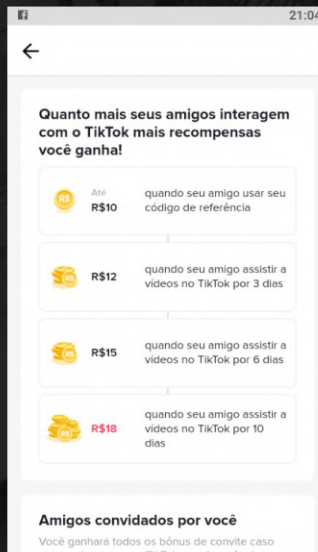 21:04
Quanto mais seus amigos interagem
com o TikTok mais recompensas
você ganha!
R$
Até
R$10
quando seu amigo usar seu
código de referência
R$12
quando seu amigo assistir a
vídeos no TikTok por 3 dias
R$15
quando seu amigo assistir a
vídeos no TikTok por 6 dias
R$18
quando seu amigo assistir a
vídeos no TikTok por 10
dias
Amigos convidados por você
Você ganhará todos os bônus de convite caso